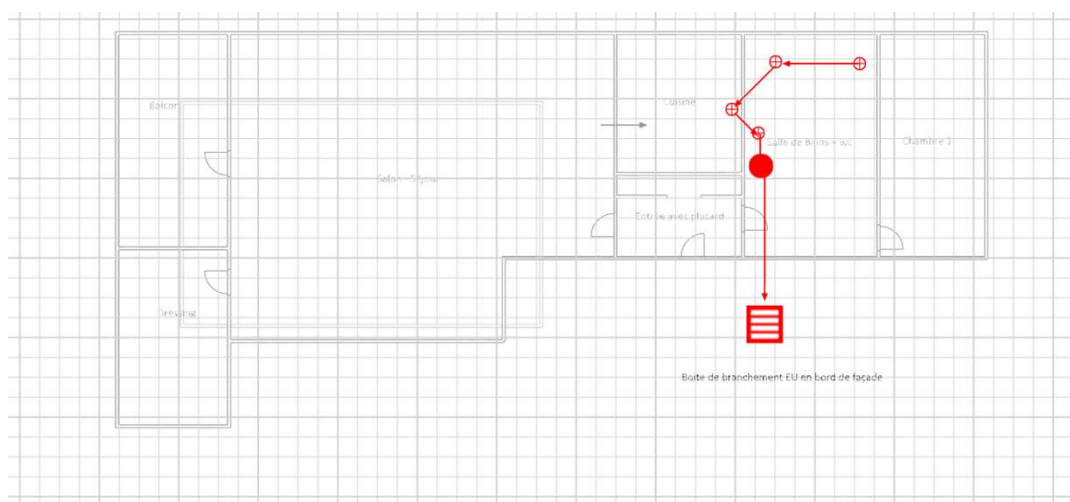 Balcon
Cuisine
Salle de Bains + wc
Chambre 1
Salon - Séjour
Entrée avec placard
Dressing
Boite de branchement EU en bord de façade